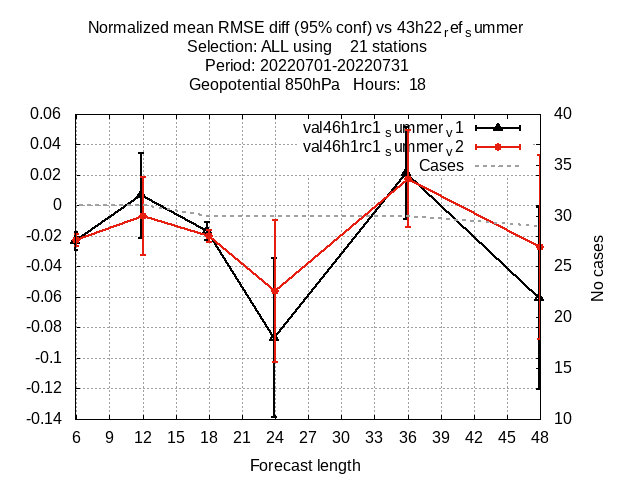 Normalized mean RMSE diff (95% conf) vs 43h22refsummer
Selection: ALL using 21 stations
Period: 20220701-20220731
Geopotential 850hPa Hours: 18
val46h1rc1summerv1
val46h1rc1summerv2
Cases
0.06
0.04
0.02
0
-0.02
-0.04
-0.06
-0.08
-0.1
-0.12
-0.14
40
35
30
25
20
15
10
No cases
6 9 12 15 18 21 24 27 30 33 36 39 42 45 48
Forecast length